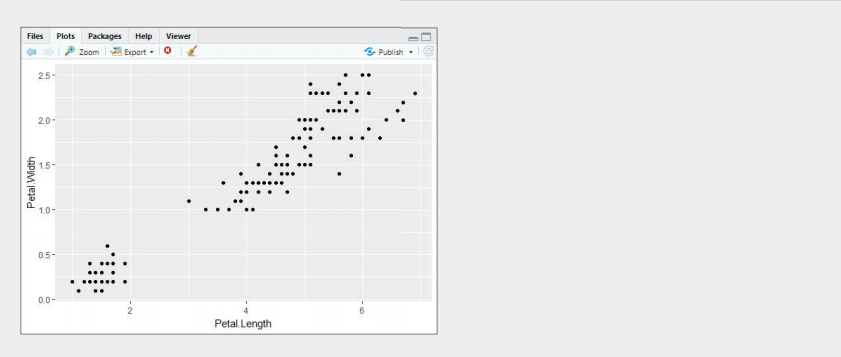 Files Plots Packages Help Viewer
Zoom Export Publish
2.5
2.0
1.5
1.0
0.5
0.0
Petal.Width
2 4 6
Petal.Length